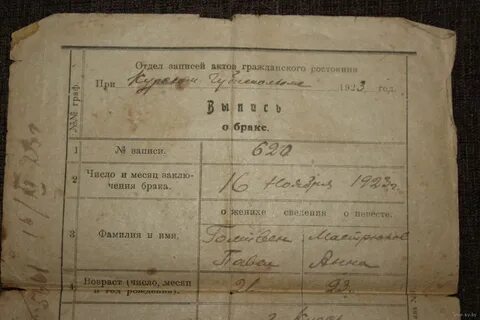 Отдел записей актов гражданского состояния
При Курском Губисполкоме 1923 год.
№№ граф.
Выпись
о браке.
1 № записи. 620
2 Число и месяц заключения брака. 16 Ноября 1923 г.
о женихе сведения о невесте.
3 Фамилия и имя.
Павел Анна
4 Возраст (число, месяц и год рождения). 26 23